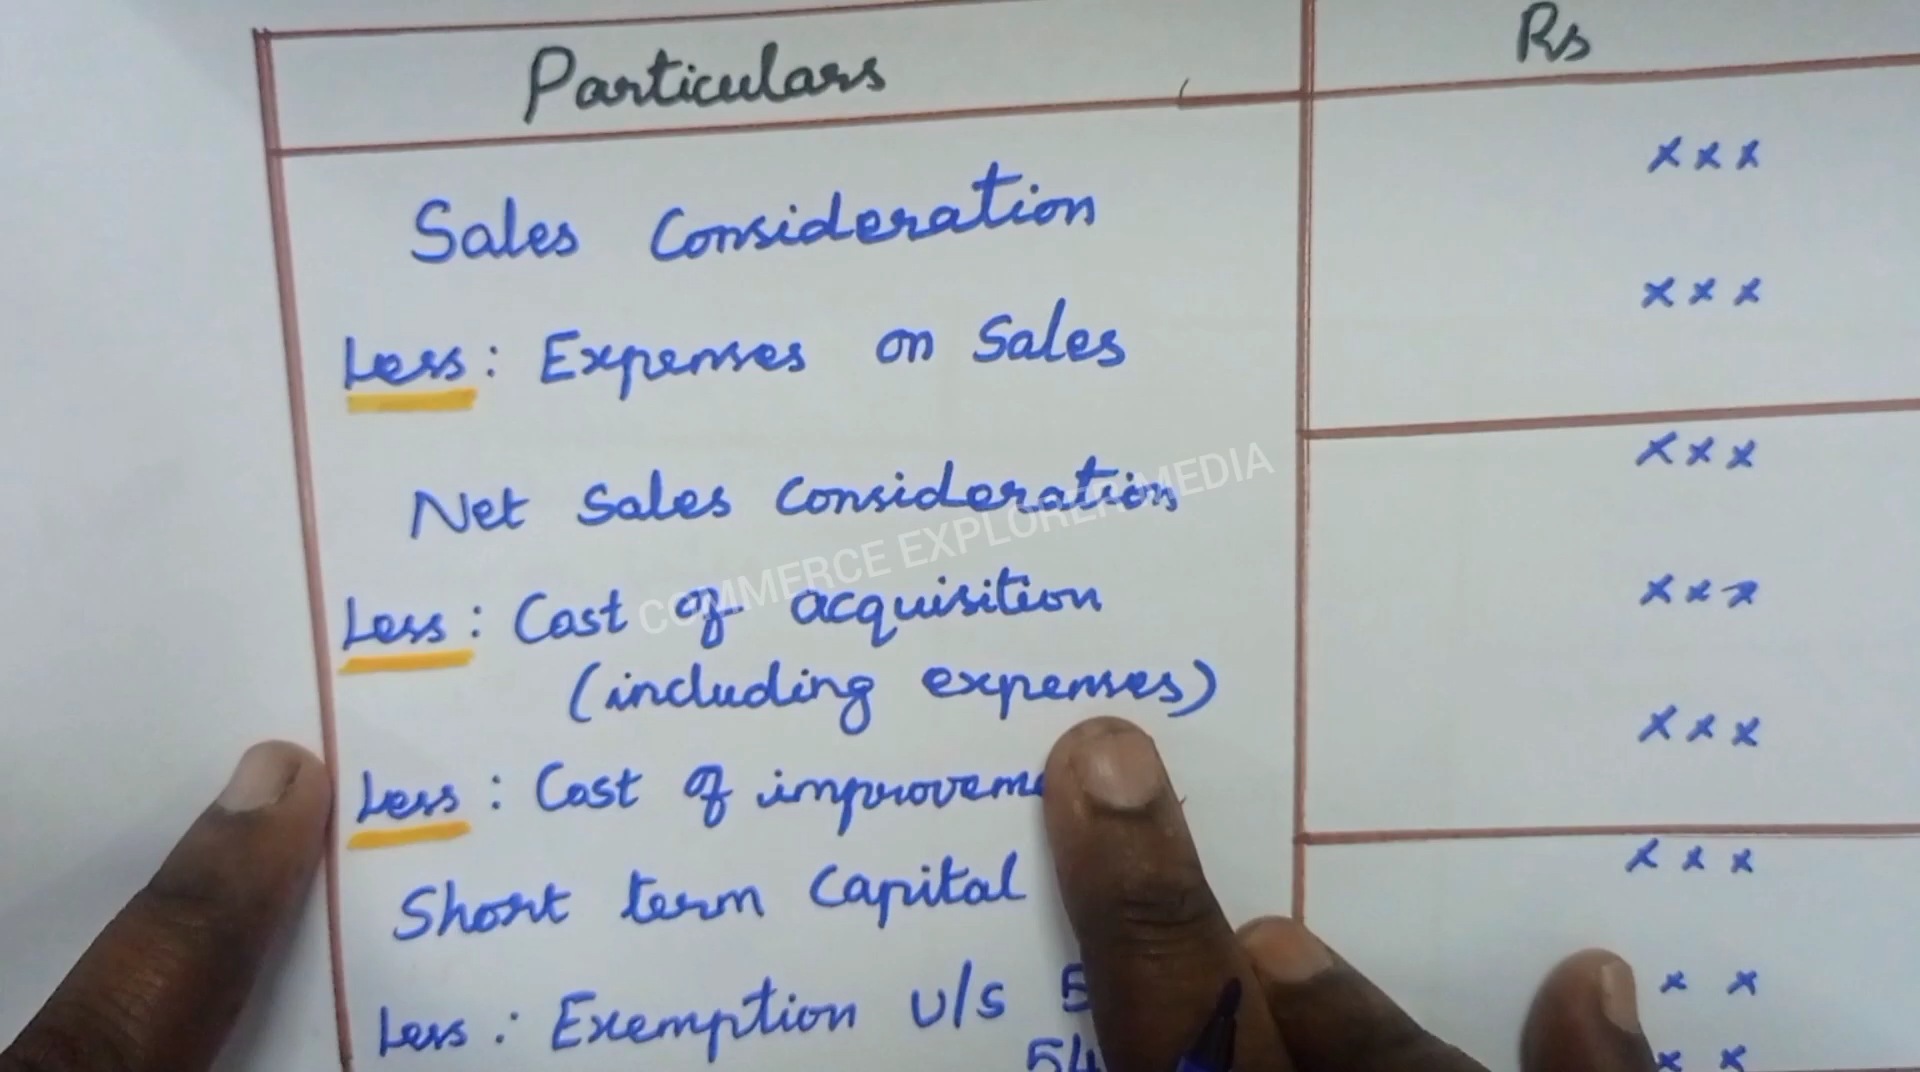 Particulars Rs
Sales Consideration xxx
Less: Expenses on Sales xxx
Net Sales Consideration xxx
COMMERCE EXPLORER MEDIA
Less: Cost of acquisition xxx
(including expenses)
Less: Cost of xxx
Short term Capital xxx
Less: Exemption U/S x x
x x